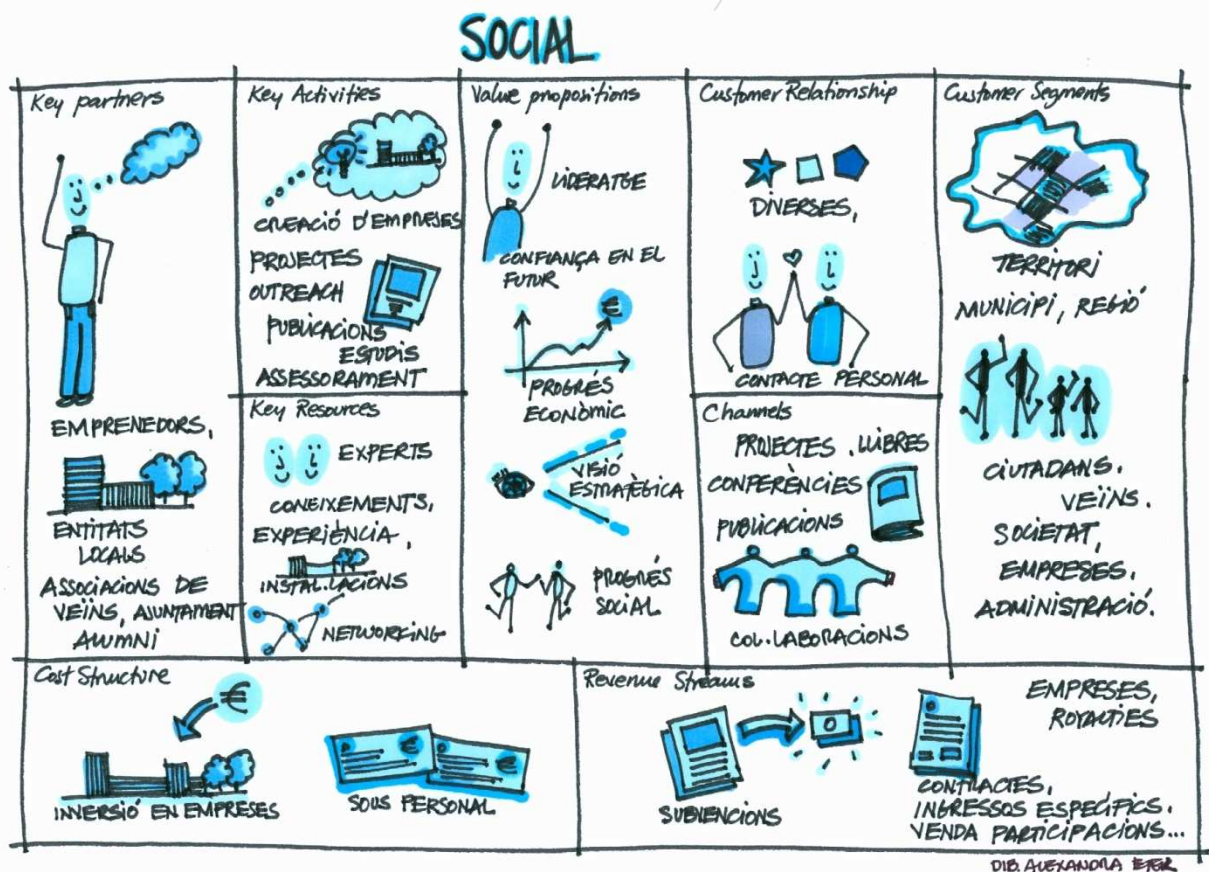 SOCIAL
Key partners
EMPRENEDORS,
ENTITATS
LOCALS
ASSOCIACIONS DE
VEÏNS, AJUNTAMENT
ALUMNI
Key Activities
CREACIÓ D'EMPRESES
PROJECTES
OUTREACH
PUBLICACIONS
ESTUDIS
ASSESSORAMENT
Key Resources
EXPERTS
CONEIXEMENTS,
EXPERIÈNCIA,
INSTAL.LACIONS
NETWORKING
Value propositions
LIDERATGE
CONFIANÇA EN EL
FUTUR
€
PROGRÉS
ECONÒMIC
VISIÓ
ESTRATÈGICA
PROGRÉS
SOCIAL
Customer Relationship
DIVERSES,
CONTACTE PERSONAL
Channels
PROJECTES. LLIBRES
CONFERÈNCIES
PUBLICACIONS
COL.LABORACIONS
Customer Segments
TERRITORI
MUNICIPI, REGIÓ
CIUTADANS.
VEÏNS.
SOCIETAT,
EMPRESES.
ADMINISTRACIÓ.
Cost Structure
€
INVERSIÓ EN EMPRESES
€
€
SOUS PERSONAL
Revenue Streams
SUBVENCIONS
EMPRESES,
ROYALTIES
CONTRACTES,
INGRESSOS ESPECÍFICS.
VENDA PARTICIPACIONS...
DIB. ALEXANDRA